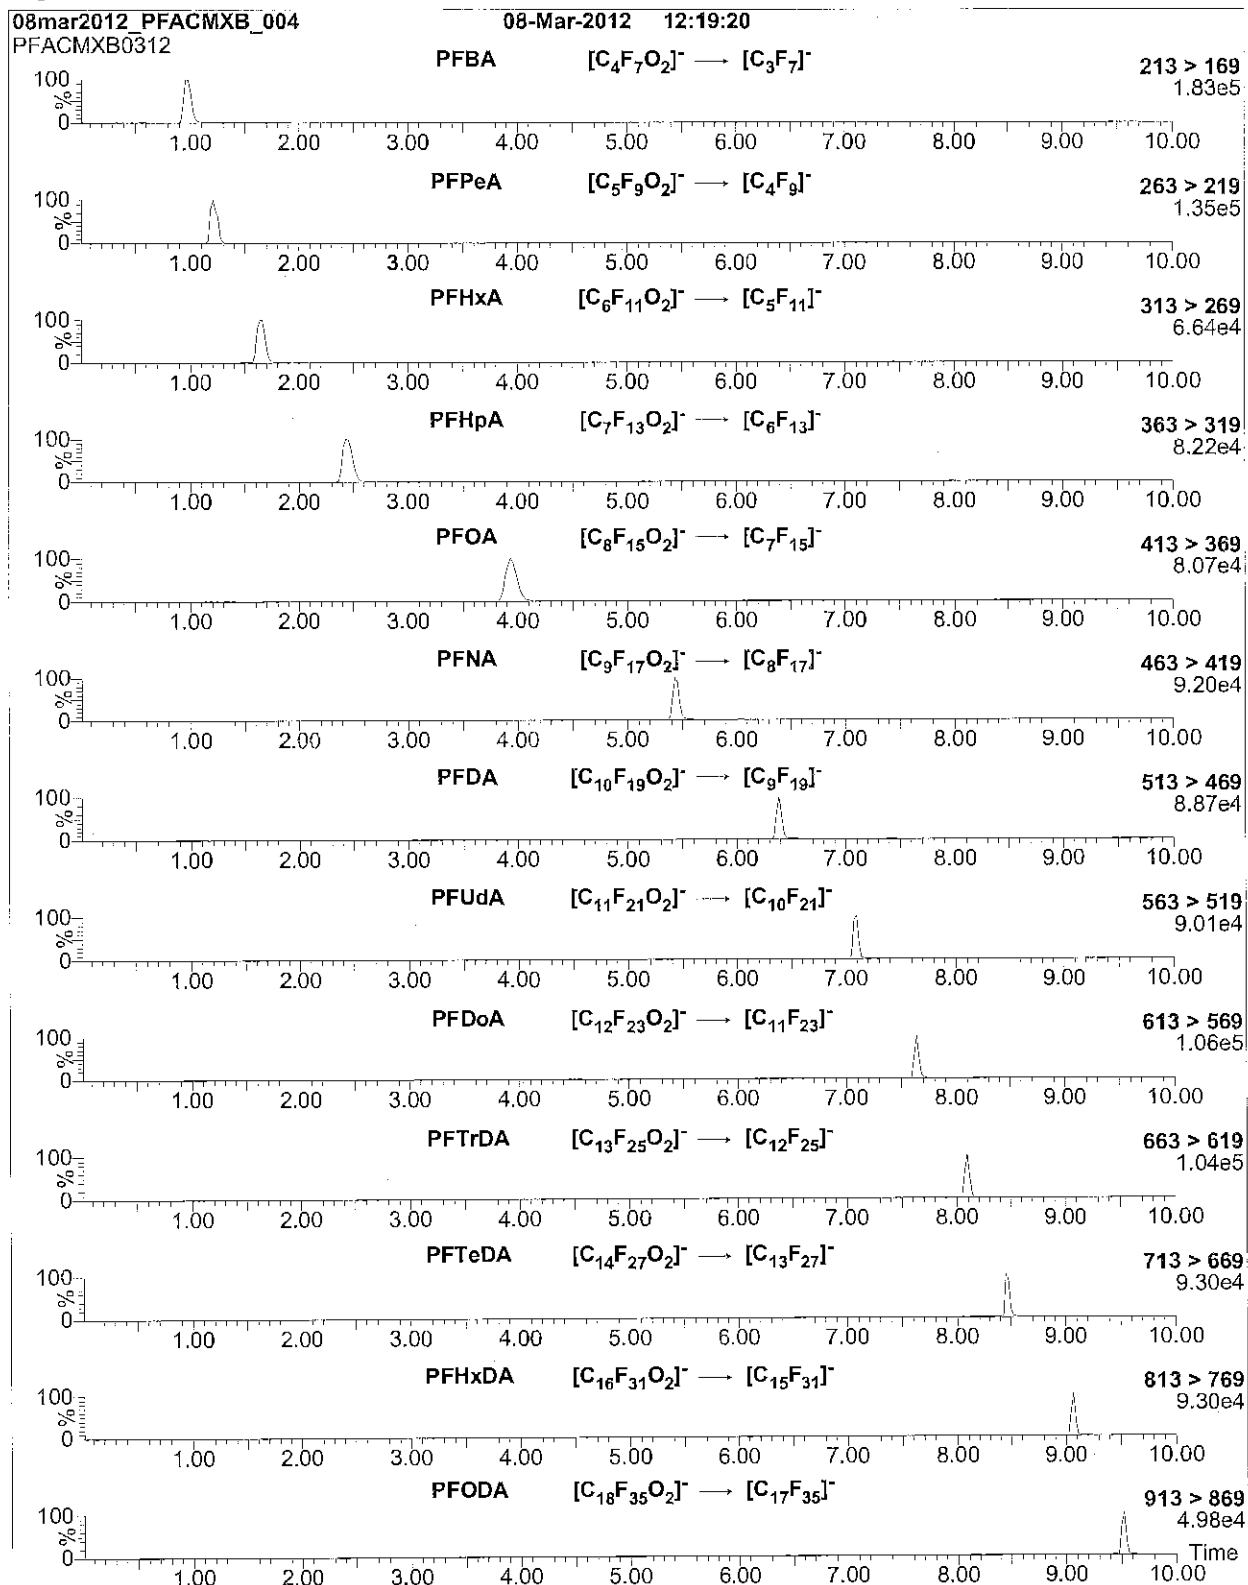 08mar2012_PFACMXB_004 08-Mar-2012 12:19:20
PFACMXB0312
PFBA [C4F7O2]- → [C3F7]- 213 > 169
1.83e5
100
%
0
1.00 2.00 3.00 4.00 5.00 6.00 7.00 8.00 9.00 10.00
PFPeA [C5F9O2]- → [C4F9]- 263 > 219
1.35e5
100
%
0
1.00 2.00 3.00 4.00 5.00 6.00 7.00 8.00 9.00 10.00
PFHxA [C6F11O2]- → [C5F11]- 313 > 269
6.64e4
100
%
0
1.00 2.00 3.00 4.00 5.00 6.00 7.00 8.00 9.00 10.00
PFHpA [C7F13O2]- → [C6F13]- 363 > 319
8.22e4
100
%
0
1.00 2.00 3.00 4.00 5.00 6.00 7.00 8.00 9.00 10.00
PFOA [C8F15O2]- → [C7F15]- 413 > 369
8.07e4
100
%
0
1.00 2.00 3.00 4.00 5.00 6.00 7.00 8.00 9.00 10.00
PFNA [C9F17O2]- → [C8F17]- 463 > 419
9.20e4
100
%
0
1.00 2.00 3.00 4.00 5.00 6.00 7.00 8.00 9.00 10.00
PFDA [C10F19O2]- → [C9F19]- 513 > 469
8.87e4
100
%
0
1.00 2.00 3.00 4.00 5.00 6.00 7.00 8.00 9.00 10.00
PFUdA [C11F21O2]- → [C10F21]- 563 > 519
9.01e4
100
%
0
1.00 2.00 3.00 4.00 5.00 6.00 7.00 8.00 9.00 10.00
PFDoA [C12F23O2]- → [C11F23]- 613 > 569
1.06e5
100
%
0
1.00 2.00 3.00 4.00 5.00 6.00 7.00 8.00 9.00 10.00
PFTrDA [C13F25O2]- → [C12F25]- 663 > 619
1.04e5
100
%
0
1.00 2.00 3.00 4.00 5.00 6.00 7.00 8.00 9.00 10.00
PFTeDA [C14F27O2]- → [C13F27]- 713 > 669
9.30e4
100
%
0
1.00 2.00 3.00 4.00 5.00 6.00 7.00 8.00 9.00 10.00
PFHxDA [C16F31O2]- → [C15F31]- 813 > 769
9.30e4
100
%
0
1.00 2.00 3.00 4.00 5.00 6.00 7.00 8.00 9.00 10.00
PFODA [C18F35O2]- → [C17F35]- 913 > 869
4.98e4
100
%
0
Time
1.00 2.00 3.00 4.00 5.00 6.00 7.00 8.00 9.00 10.00